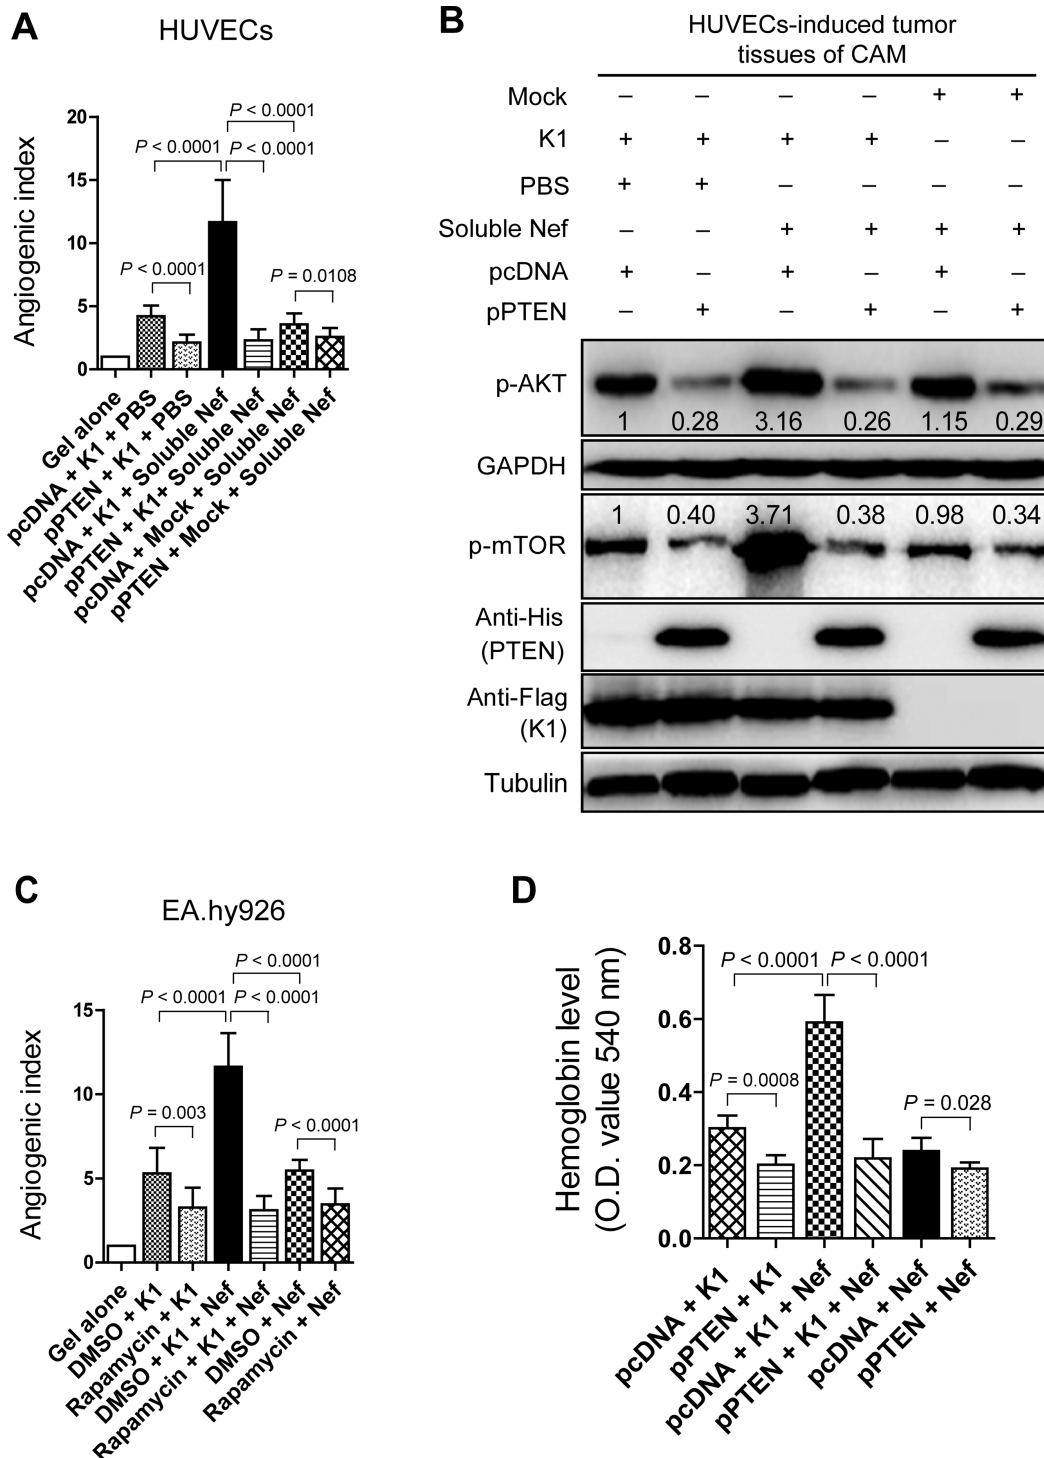 A
HUVECs
Angiogenic index
20
15
10
5
0
P < 0.0001
P < 0.0001
P < 0.0001
P < 0.0001
P = 0.0108
Gel alone
pcDNA + K1 + PBS
pPTEN + K1 + PBS
pcDNA + K1 + Soluble Nef
pPTEN + K1+ Soluble Nef
pcDNA + Mock + Soluble Nef
pPTEN + Mock + Soluble Nef
B
HUVECs-induced tumor
tissues of CAM
Mock – – – – + +
K1 + + + + – –
PBS + + – – – –
Soluble Nef – – + + + +
pcDNA + – + – + –
pPTEN – + – + – +
p-AKT
1 0.28 3.16 0.26 1.15 0.29
GAPDH
1 0.40 3.71 0.38 0.98 0.34
p-mTOR
Anti-His
(PTEN)
Anti-Flag
(K1)
Tubulin
C
EA.hy926
Angiogenic index
15
10
5
0
P < 0.0001
P < 0.0001
P < 0.0001
P = 0.003
P < 0.0001
Gel alone
DMSO + K1
Rapamycin + K1
DMSO + K1 + Nef
Rapamycin + K1 + Nef
DMSO + Nef
Rapamycin + Nef
D
Hemoglobin level
(O.D. value 540 nm)
0.8
0.6
0.4
0.2
0.0
P < 0.0001
P < 0.0001
P = 0.0008
P = 0.028
pcDNA + K1
pPTEN + K1
pcDNA + K1 + Nef
pPTEN + K1 + Nef
pcDNA + Nef
pPTEN + Nef